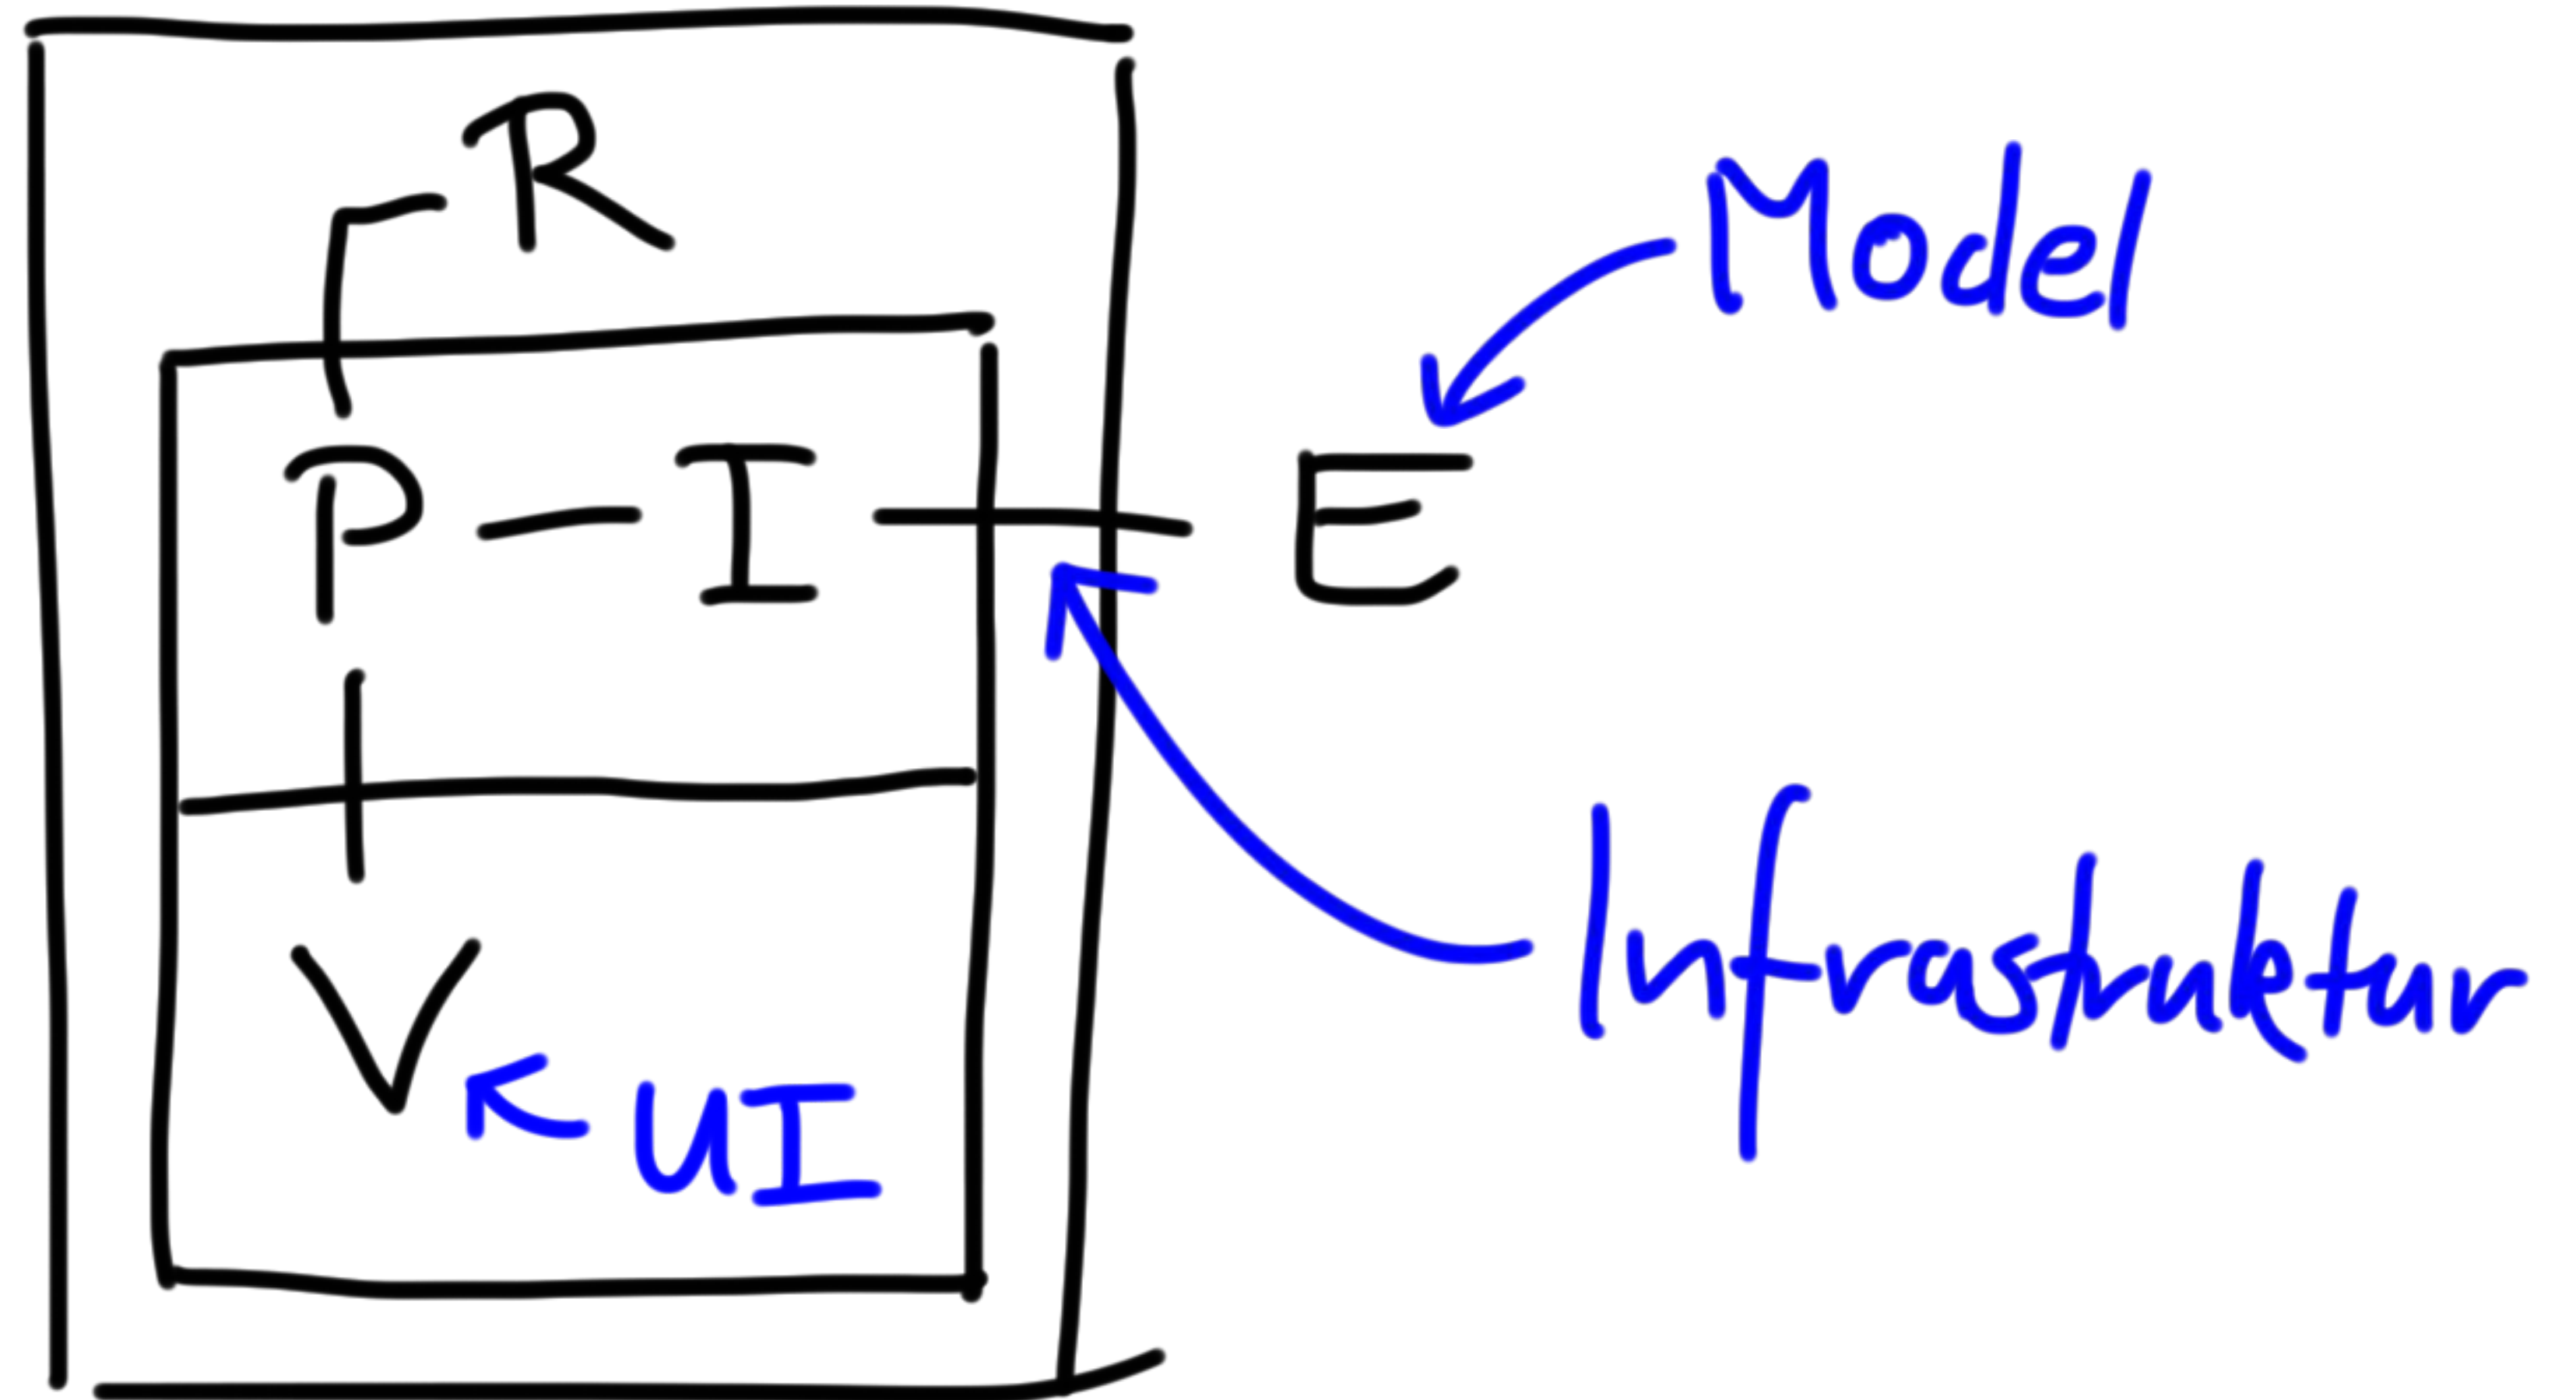 R
Model
P – I – E
Infrastruktur
V
UI